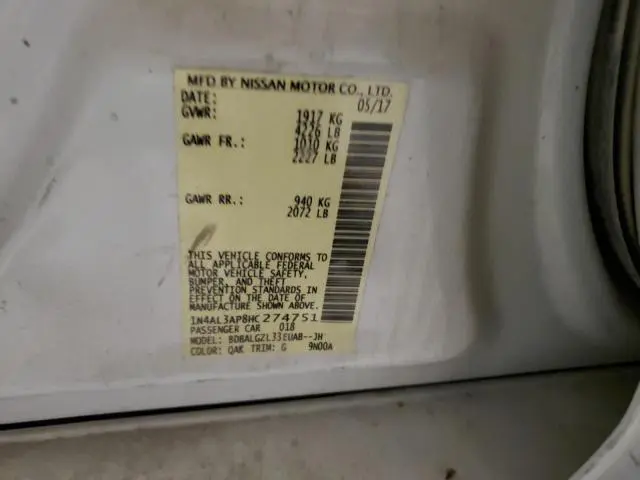 MFD BY NISSAN MOTOR CO., LTD.
DATE: 05/17
GVWR: 1917 KG
4226 LB
GAWR FR.: 1010 KG
2227 LB
GAWR RR.: 940 KG
2072 LB
THIS VEHICLE CONFORMS TO
ALL APPLICABLE FEDERAL
MOTOR VEHICLE SAFETY,
BUMPER, AND THEFT
PREVENTION STANDARDS
IN EFFECT ON THE DATE OF
MANUFACTURE SHOWN ABOVE.
1N4AL3AP8HC274751
PASSENGER CAR 018
MODEL: BDBALGZL33EUAB--JH
COLOR: QAK TRIM: G 9N00A